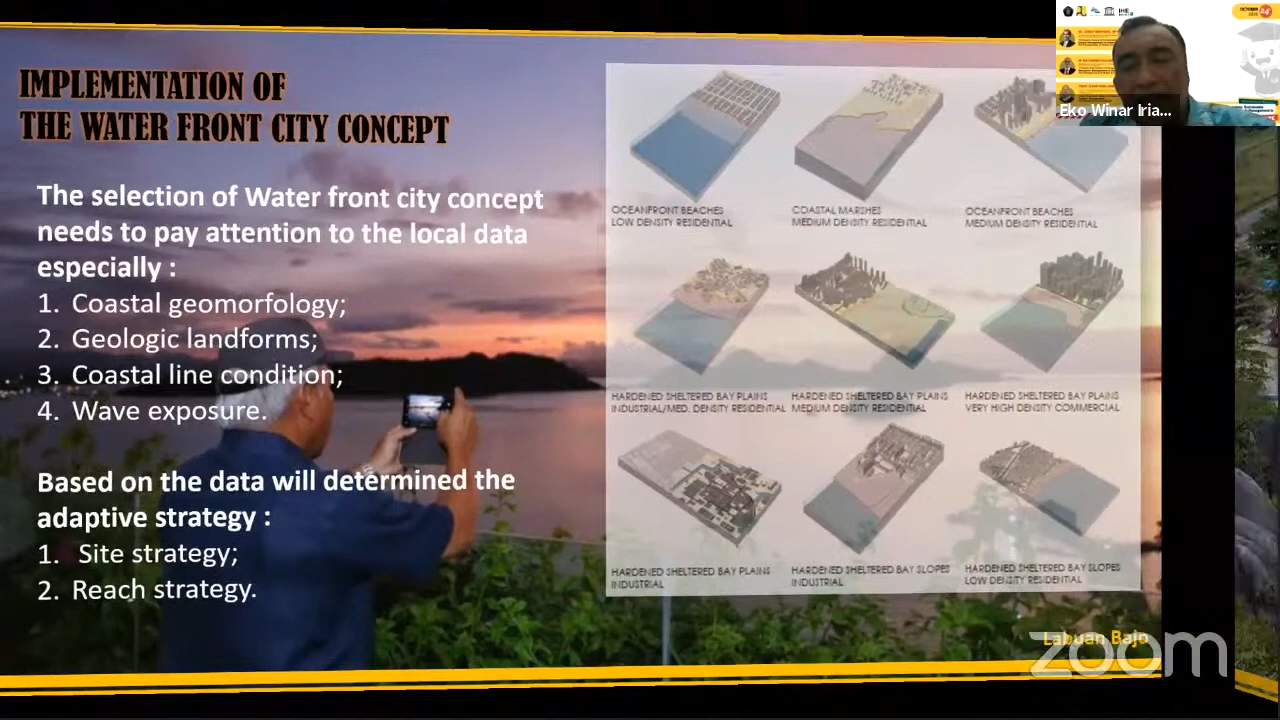 IMPLEMENTATION OF
THE WATER FRONT CITY CONCEPT
The selection of Water front city concept
needs to pay attention to the local data
especially :
1. Coastal geomorfology;
2. Geologic landforms;
3. Coastal line condition;
4. Wave exposure.
Based on the data will determined the
adaptive strategy :
1. Site strategy;
2. Reach strategy.
OCEANFRONT BEACHES
LOW DENSITY RESIDENTIAL
COASTAL MARSHES
MEDIUM DENSITY RESIDENTIAL
OCEANFRONT BEACHES
MEDIUM DENSITY RESIDENTIAL
HARDENED SHELTERED BAY PLAINS
INDUSTRIAL/MED. DENSITY RESIDENTIAL
HARDENED SHELTERED BAY PLAINS
MEDIUM DENSITY RESIDENTIAL
HARDENED SHELTERED BAY PLAINS
VERY HIGH DENSITY COMMERCIAL
HARDENED SHELTERED BAY PLAINS
INDUSTRIAL
HARDENED SHELTERED BAY SLOPES
INDUSTRIAL
HARDENED SHELTERED BAY SLOPES
LOW DENSITY RESIDENTIAL
Labuan Bajo
zoom
IHE
OCTOBER
24
Eko Winar Iria...